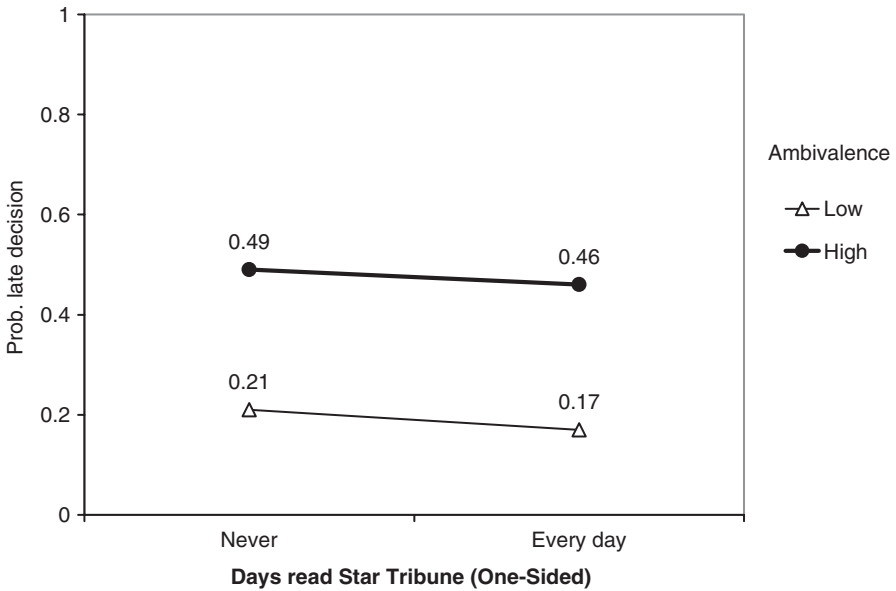 1
0.8
0.6
0.4
0.2
0
Prob. late decision
0.49
0.46
0.21
0.17
Never
Every day
Days read Star Tribune (One-Sided)
Ambivalence
Low
High